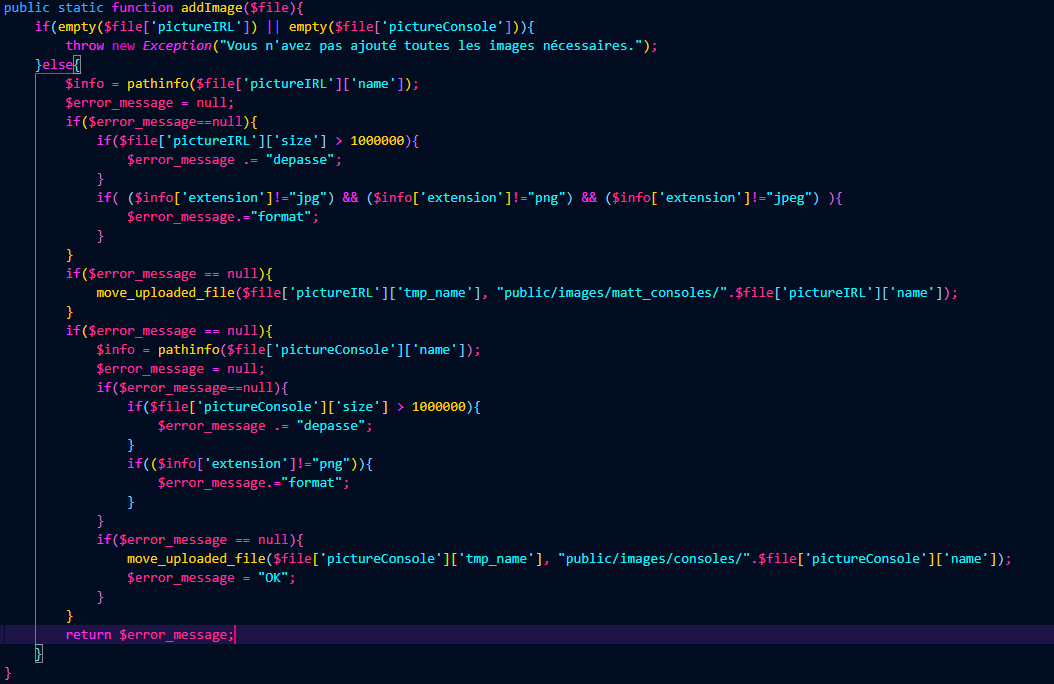 public static function addImage($file){
    if(empty($file['pictureIRL']) || empty($file['pictureConsole'])){
        throw new Exception("Vous n'avez pas ajouté toutes les images nécessaires.");
    }else{
        $info = pathinfo($file['pictureIRL']['name']);
        $error_message = null;
        if($error_message==null){
            if($file['pictureIRL']['size'] > 1000000){
                $error_message .= "depasse";
            }
            if( ($info['extension']!="jpg") && ($info['extension']!="png") && ($info['extension']!="jpeg") ){
                $error_message.="format";
            }
        }
        if($error_message == null){
            move_uploaded_file($file['pictureIRL']['tmp_name'], "public/images/matt_consoles/".$file['pictureIRL']['name']);
        }
        if($error_message == null){
            $info = pathinfo($file['pictureConsole']['name']);
            $error_message = null;
            if($error_message==null){
                if($file['pictureConsole']['size'] > 1000000){
                    $error_message .= "depasse";
                }
                if(($info['extension']!="png")){
                    $error_message.="format";
                }
            }
            if($error_message == null){
                move_uploaded_file($file['pictureConsole']['tmp_name'], "public/images/consoles/".$file['pictureConsole']['name']);
                $error_message = "OK";
            }
        }
        return $error_message;
    }
}